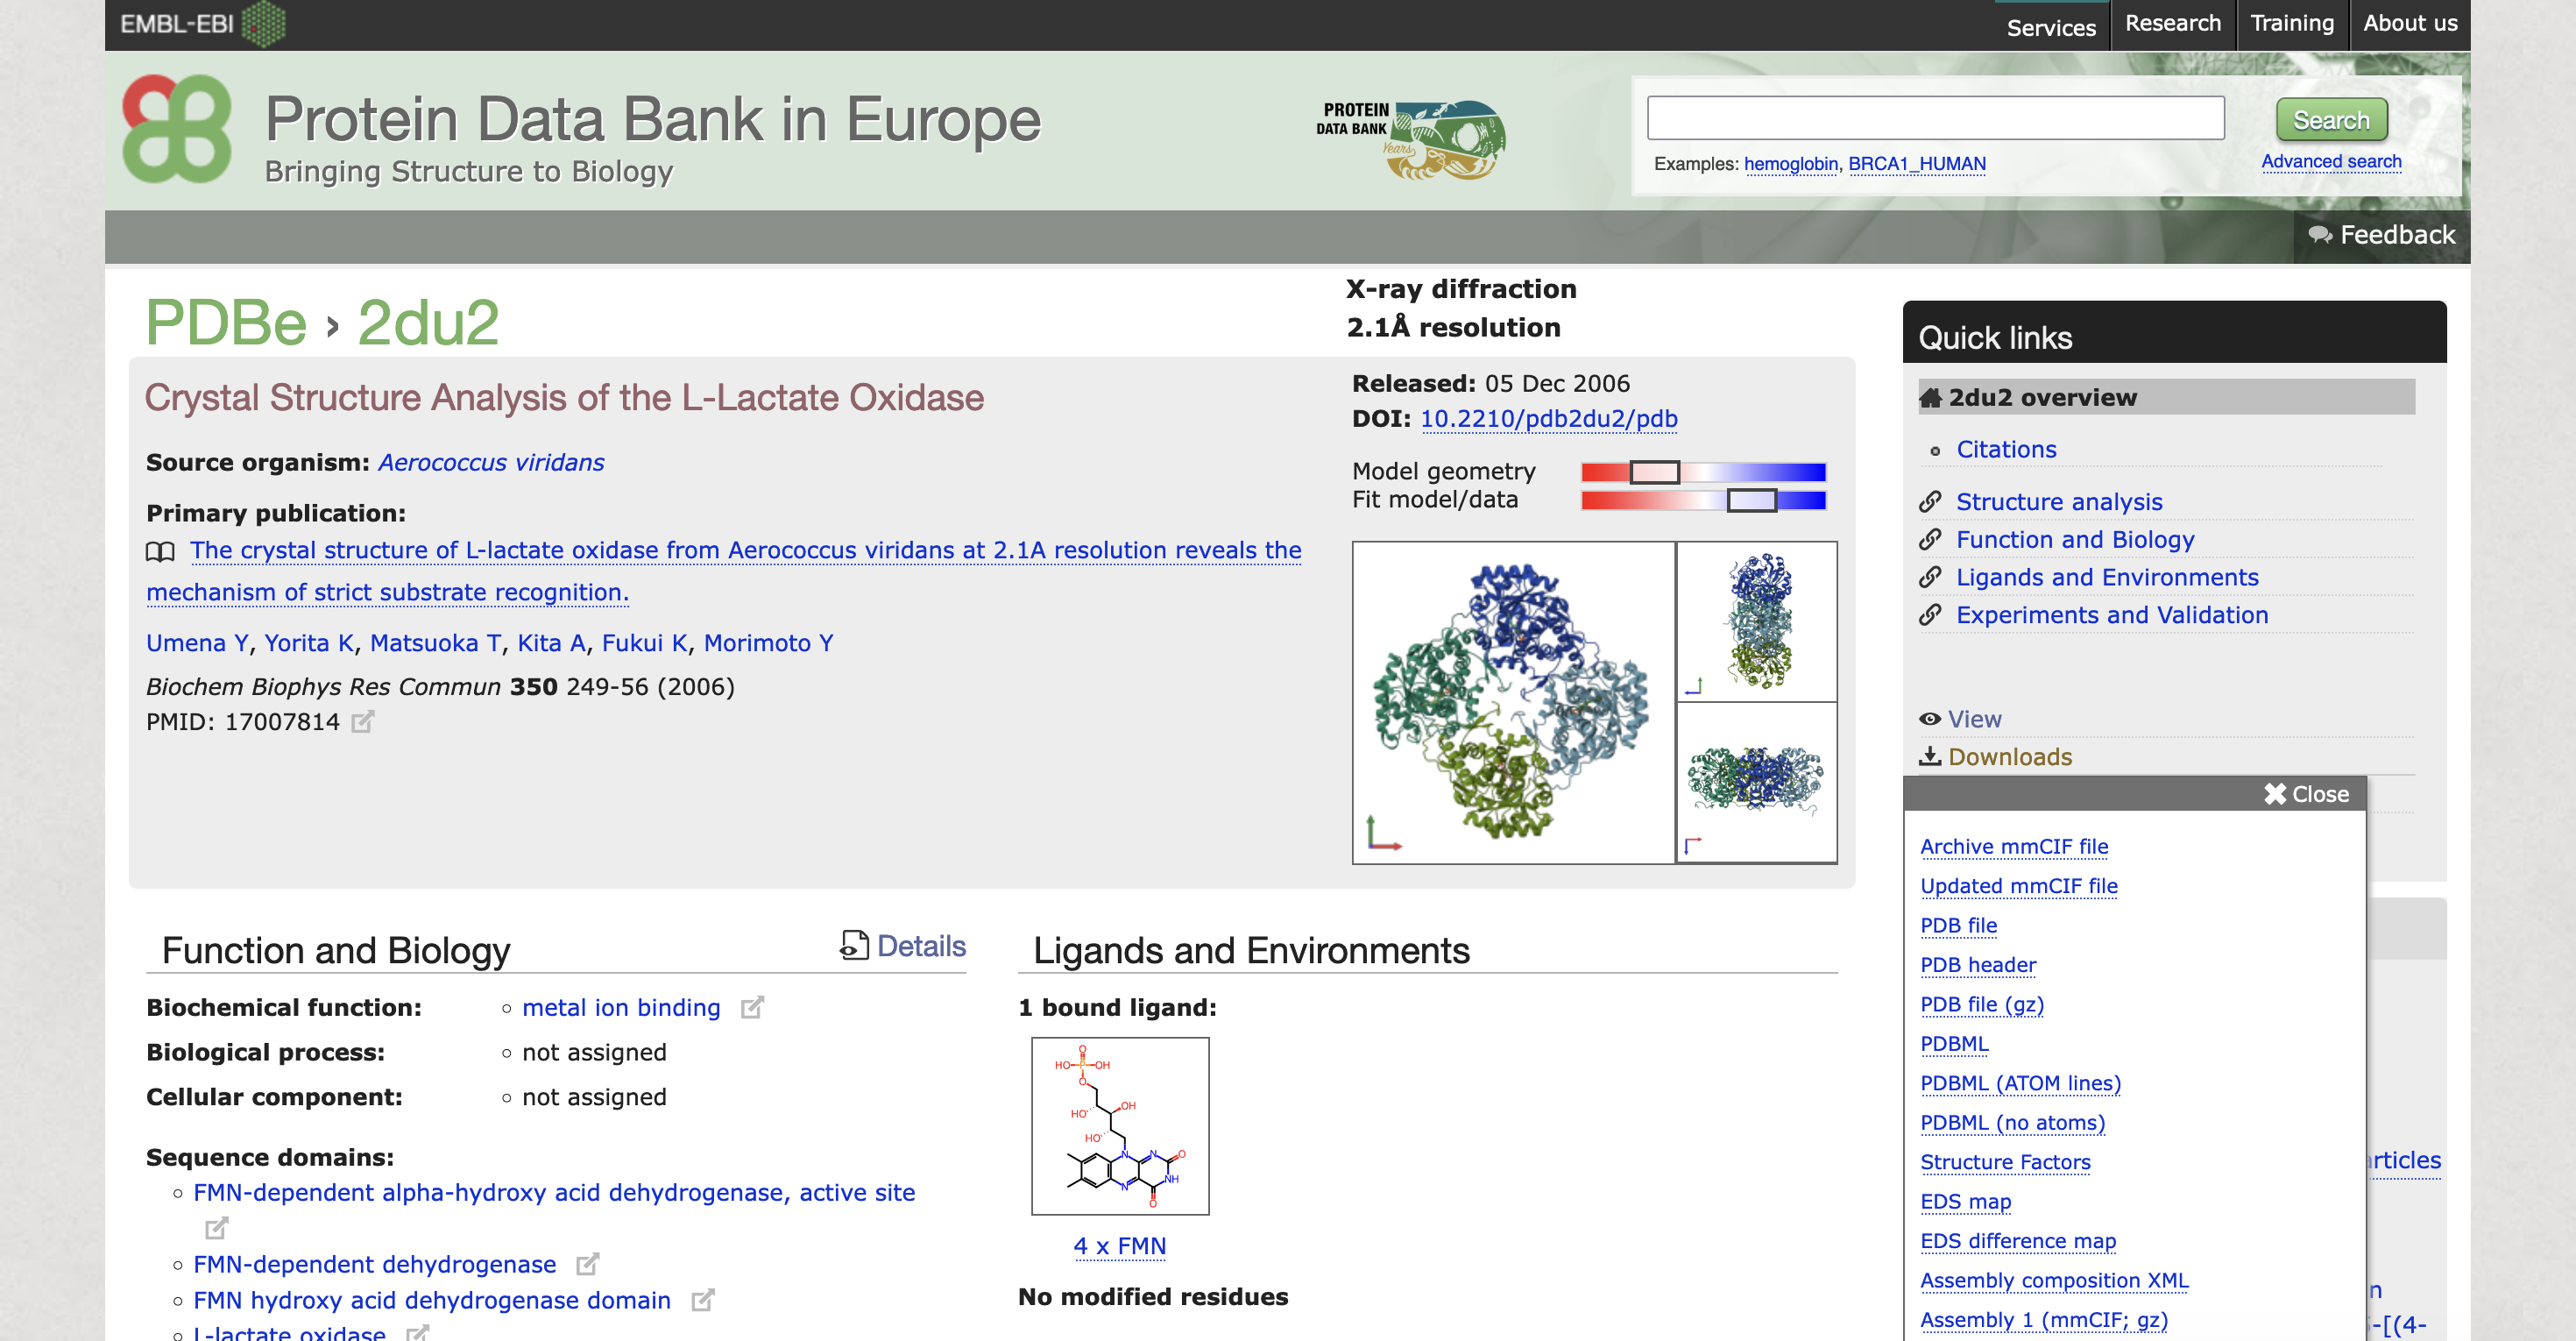 EMBL-EBI
Services
Research
Training
About us
Protein Data Bank in Europe
Bringing Structure to Biology
PROTEIN
DATA BANK
Years
Search
Examples: hemoglobin, BRCA1_HUMAN
Advanced search
Feedback
PDBe › 2du2
X-ray diffraction
2.1Å resolution
Crystal Structure Analysis of the L-Lactate Oxidase
Source organism: Aerococcus viridans
Primary publication:
The crystal structure of L-lactate oxidase from Aerococcus viridans at 2.1A resolution reveals the
mechanism of strict substrate recognition.
Umena Y, Yorita K, Matsuoka T, Kita A, Fukui K, Morimoto Y
Biochem Biophys Res Commun 350 249-56 (2006)
PMID: 17007814
Released: 05 Dec 2006
DOI: 10.2210/pdb2du2/pdb
Model geometry
Fit model/data
Quick links
2du2 overview
Citations
Structure analysis
Function and Biology
Ligands and Environments
Experiments and Validation
View
Downloads
Close
Archive mmCIF file
Updated mmCIF file
PDB file
PDB header
PDB file (gz)
PDBML
PDBML (ATOM lines)
PDBML (no atoms)
Structure Factors
EDS map
EDS difference map
Assembly composition XML
Assembly 1 (mmCIF; gz)
rticles
n
-[(4-
Function and Biology
Details
Biochemical function:
metal ion binding
Biological process:
not assigned
Cellular component:
not assigned
Sequence domains:
FMN-dependent alpha-hydroxy acid dehydrogenase, active site
FMN-dependent dehydrogenase
FMN hydroxy acid dehydrogenase domain
L-lactate oxidase
Ligands and Environments
1 bound ligand:
O
HO P OH
O
OH
HO
HO
N N O
NH
N
O
4 x FMN
No modified residues